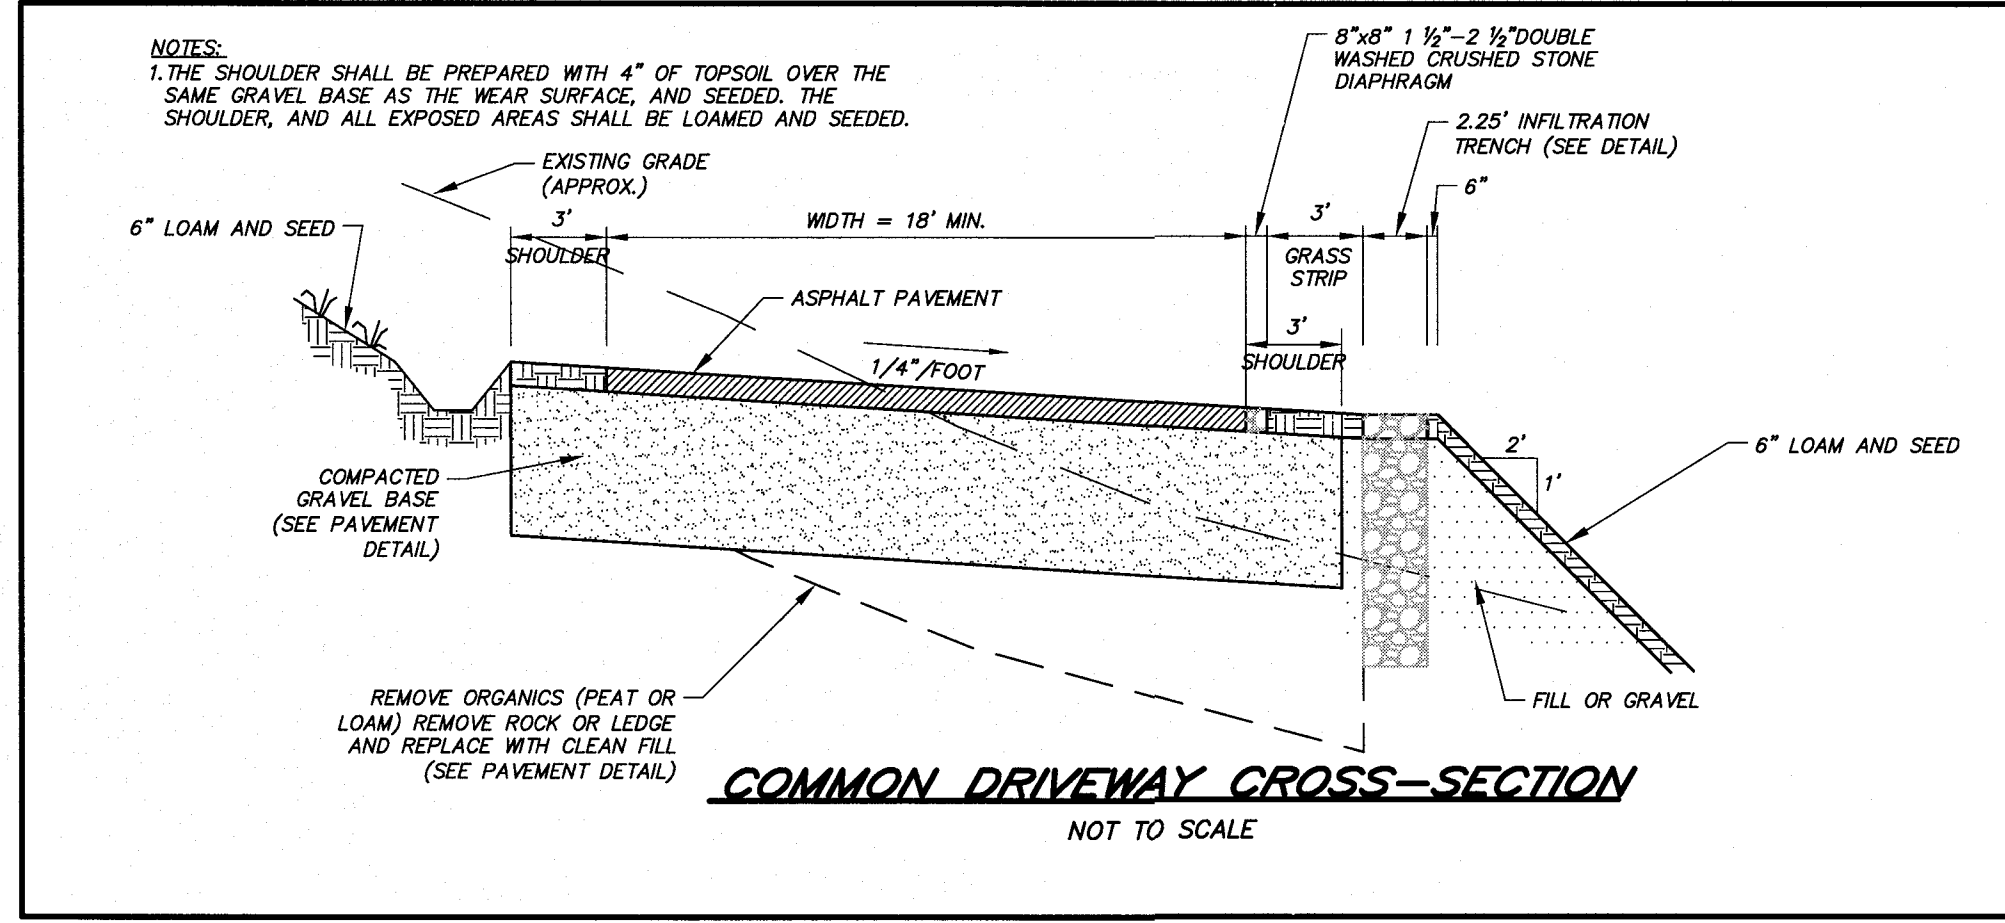 NOTES:
1. THE SHOULDER SHALL BE PREPARED WITH 4" OF TOPSOIL OVER THE
SAME GRAVEL BASE AS THE WEAR SURFACE, AND SEEDED. THE
SHOULDER, AND ALL EXPOSED AREAS SHALL BE LOAMED AND SEEDED.
8"x8" 1 ½"-2 ½"DOUBLE
WASHED CRUSHED STONE
DIAPHRAGM
2.25' INFILTRATION
TRENCH (SEE DETAIL)
6"
EXISTING GRADE
(APPROX.)
6" LOAM AND SEED
3'
SHOULDER
WIDTH = 18' MIN.
3'
GRASS
STRIP
ASPHALT PAVEMENT
3'
SHOULDER
1/4"/FOOT
2'
1'
6" LOAM AND SEED
COMPACTED
GRAVEL BASE
(SEE PAVEMENT
DETAIL)
REMOVE ORGANICS (PEAT OR
LOAM) REMOVE ROCK OR LEDGE
AND REPLACE WITH CLEAN FILL
(SEE PAVEMENT DETAIL)
FILL OR GRAVEL
COMMON DRIVEWAY CROSS-SECTION
NOT TO SCALE